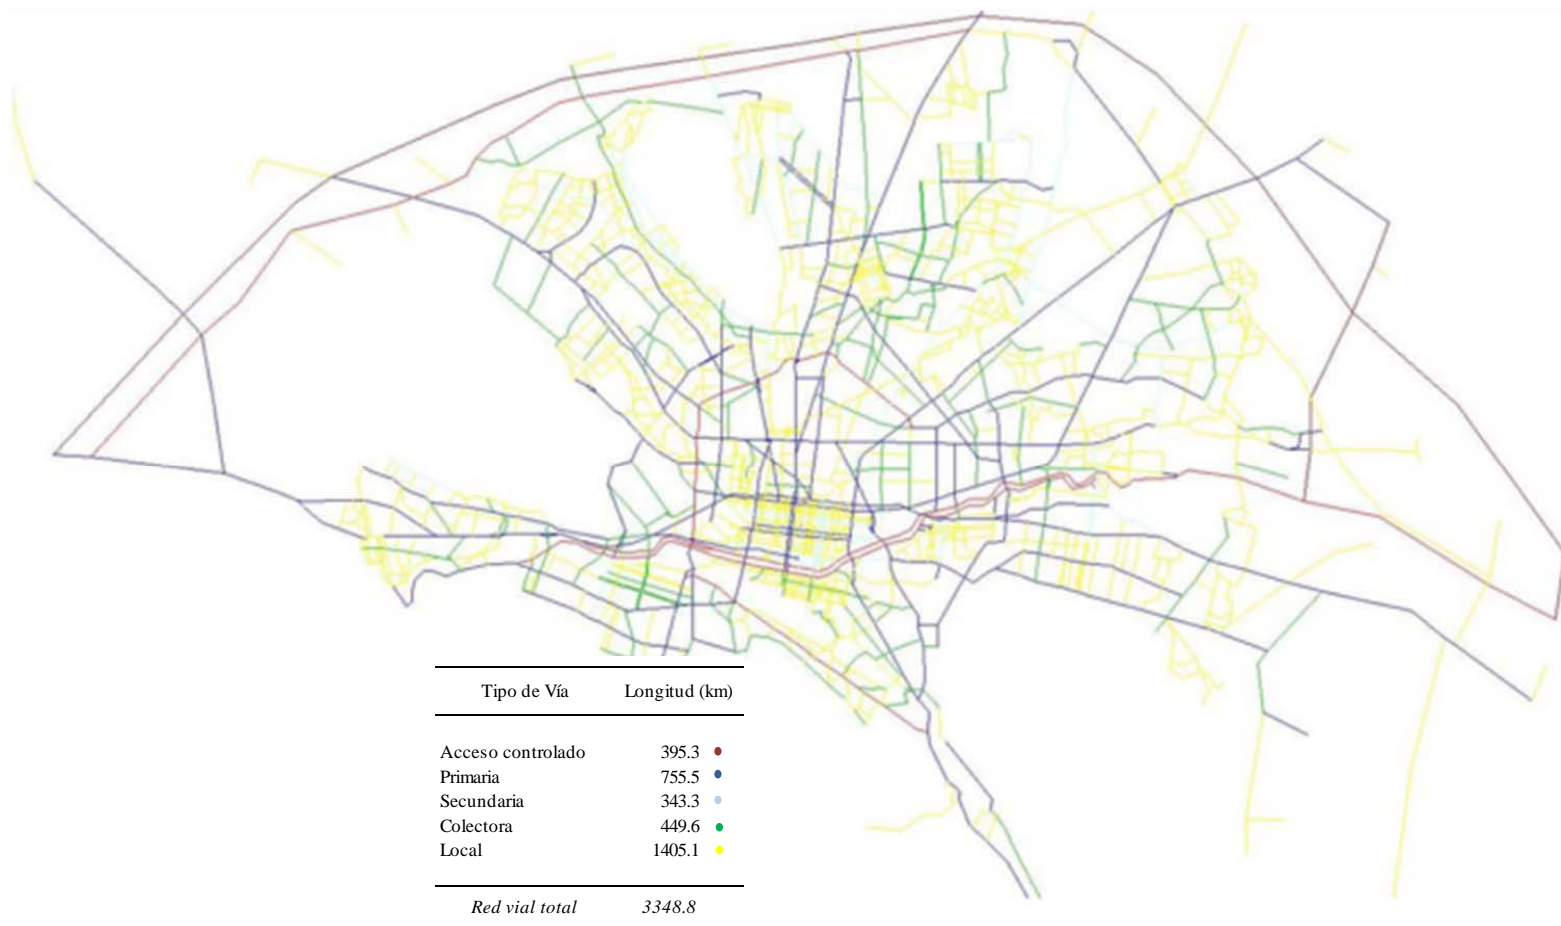 Tipo de Vía Longitud (km)
Acceso controlado 395.3
Primaria 755.5
Secundaria 343.3
Colectora 449.6
Local 1405.1
Red vial total 3348.8